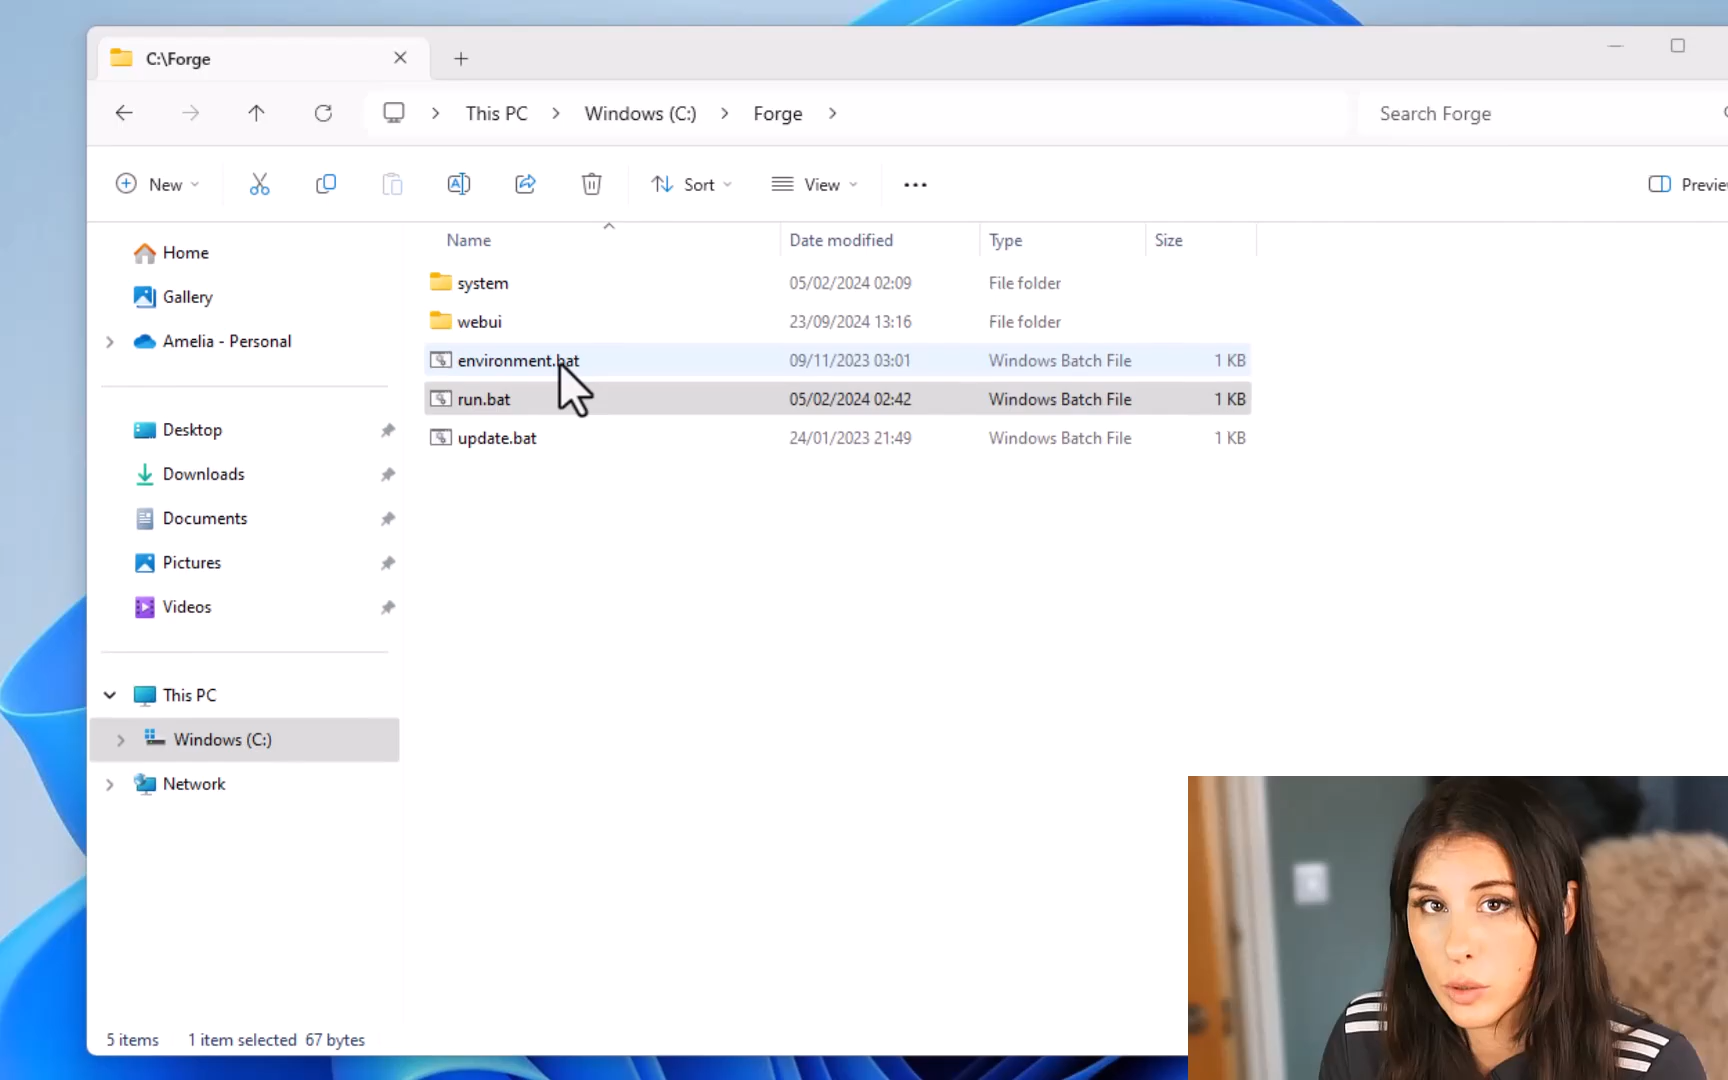 C:\Forge
This PC > Windows (C:) > Forge >
Search Forge
New
Sort
View
Name Date modified Type Size
system 05/02/2024 02:09 File folder
webui 23/09/2024 13:16 File folder
environment.bat 09/11/2023 03:01 Windows Batch File 1 KB
run.bat 05/02/2024 02:42 Windows Batch File 1 KB
update.bat 24/01/2023 21:49 Windows Batch File 1 KB
Home
Gallery
Amelia - Personal
Desktop
Downloads
Documents
Pictures
Videos
This PC
Windows (C:)
Network
5 items 1 item selected 67 bytes